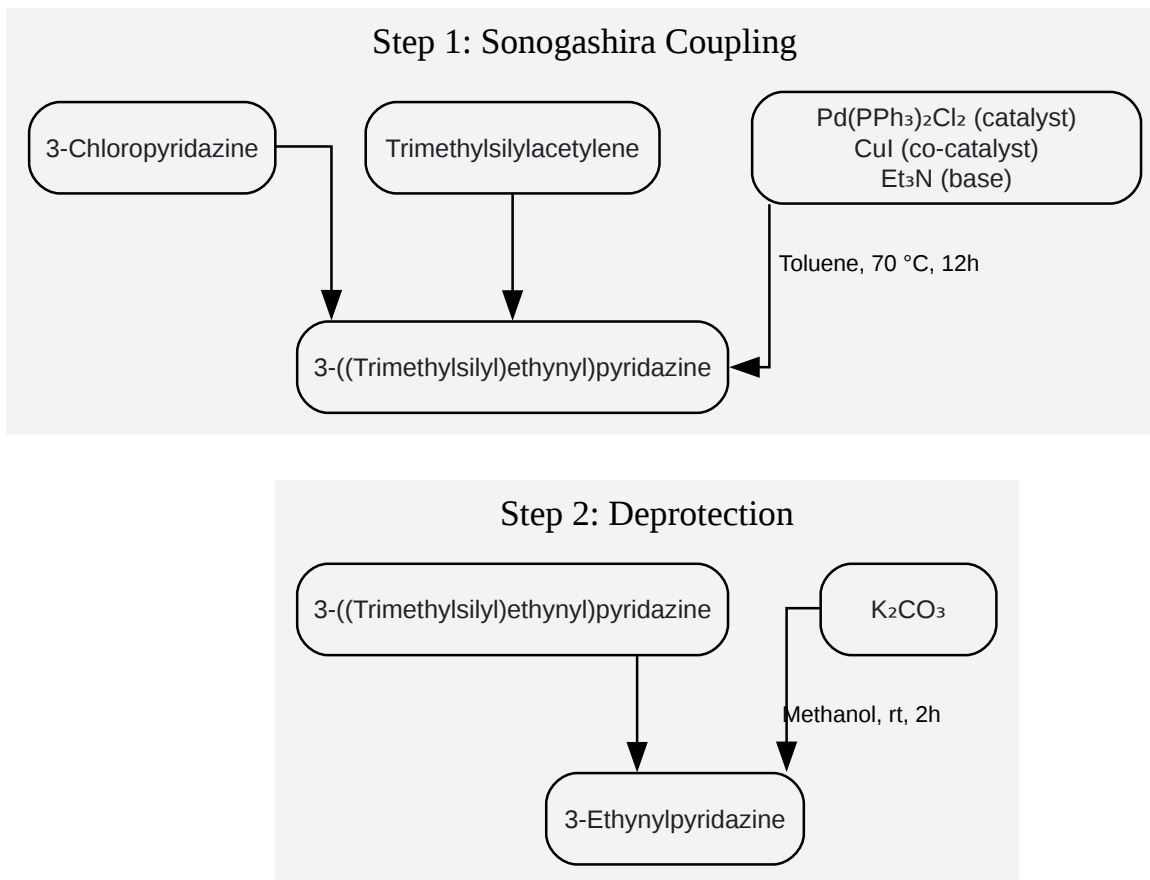 Step 1: Sonogashira Coupling
3-Chloropyridazine
Trimethylsilylacetylene
Pd(PPh₃)₂Cl₂ (catalyst)
CuI (co-catalyst)
Et₃N (base)
Toluene, 70 °C, 12h
3-((Trimethylsilyl)ethynyl)pyridazine
Step 2: Deprotection
3-((Trimethylsilyl)ethynyl)pyridazine
K₂CO₃
Methanol, rt, 2h
3-Ethynylpyridazine